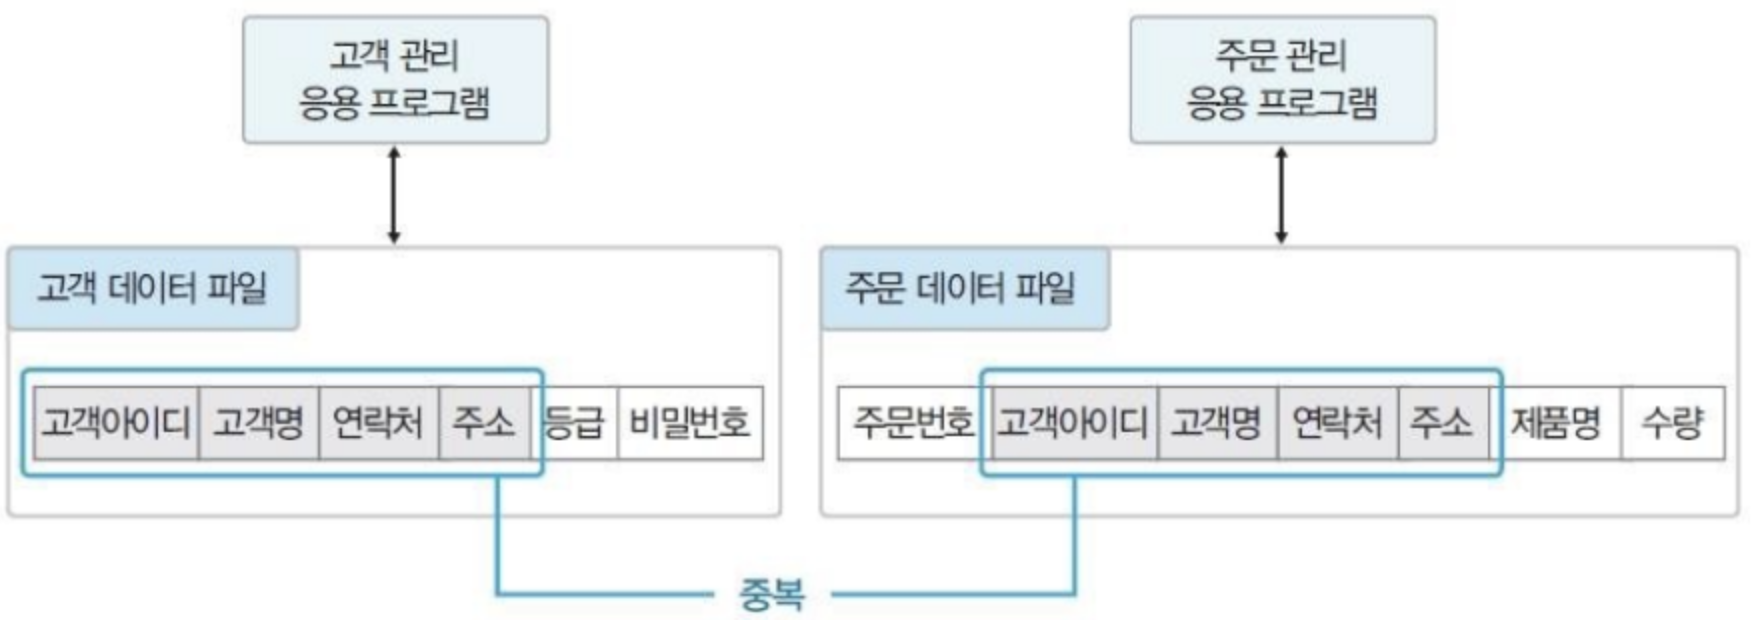 고객 관리
응용 프로그램
주문 관리
응용 프로그램
고객 데이터 파일
고객아이디 고객명 연락처 주소 등급 비밀번호
주문 데이터 파일
주문번호 고객아이디 고객명 연락처 주소 제품명 수량
중복